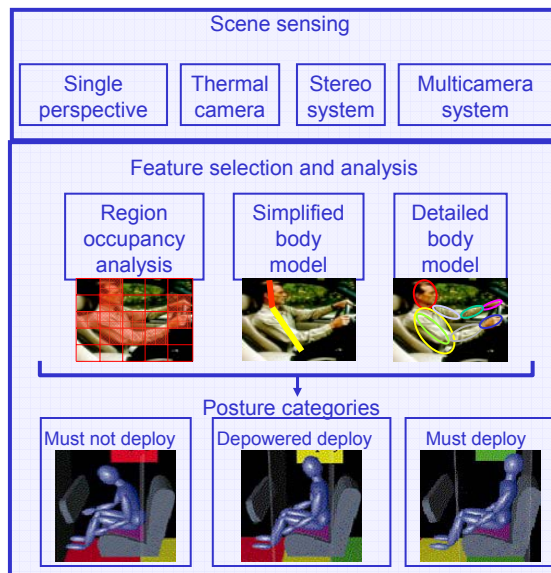 Scene sensing
Single
perspective
Thermal
camera
Stereo
system
Multicamera
system
Feature selection and analysis
Region
occupancy
analysis
Simplified
body
model
Detailed
body
model
Posture categories
Must not deploy
Depowered deploy
Must deploy